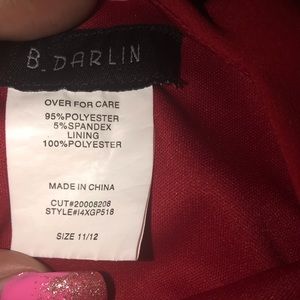 B. DARLIN
OVER FOR CARE
95%POLYESTER
5%SPANDEX
LINING
100%POLYESTER
MADE IN CHINA
CUT#20008208
STYLE#I4XGP518
SIZE 11/12